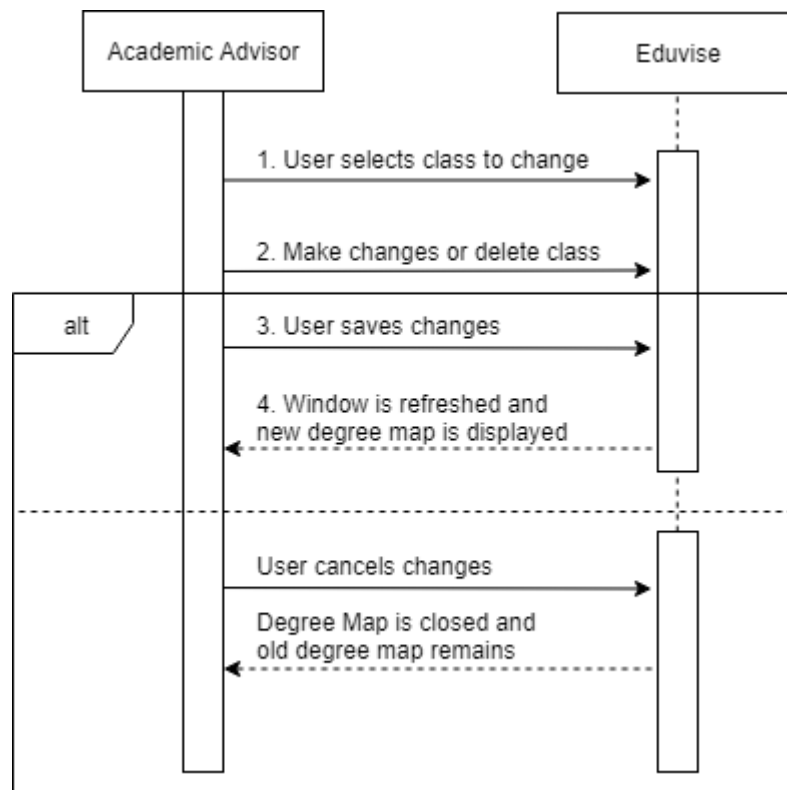 Academic Advisor
Eduvise
1. User selects class to change
2. Make changes or delete class
alt
3. User saves changes
4. Window is refreshed and
new degree map is displayed
User cancels changes
Degree Map is closed and
old degree map remains